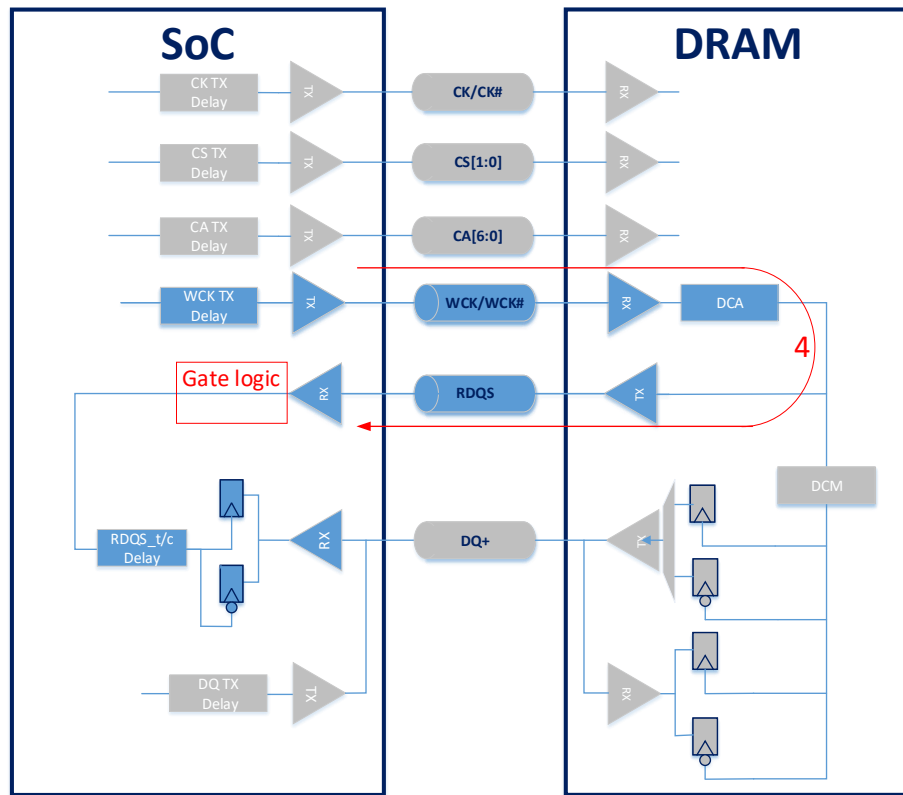 SoC
DRAM
CK TX
Delay
TX
CK/CK#
RX
CS TX
Delay
TX
CS[1:0]
RX
CA TX
Delay
TX
CA[6:0]
RX
WCK TX
Delay
TX
WCK/WCK#
RX
DCA
4
Gate logic
RX
RDQS
TX
DCM
RDQS_t/c
Delay
RX
DQ+
TX
DQ TX
Delay
TX
RX